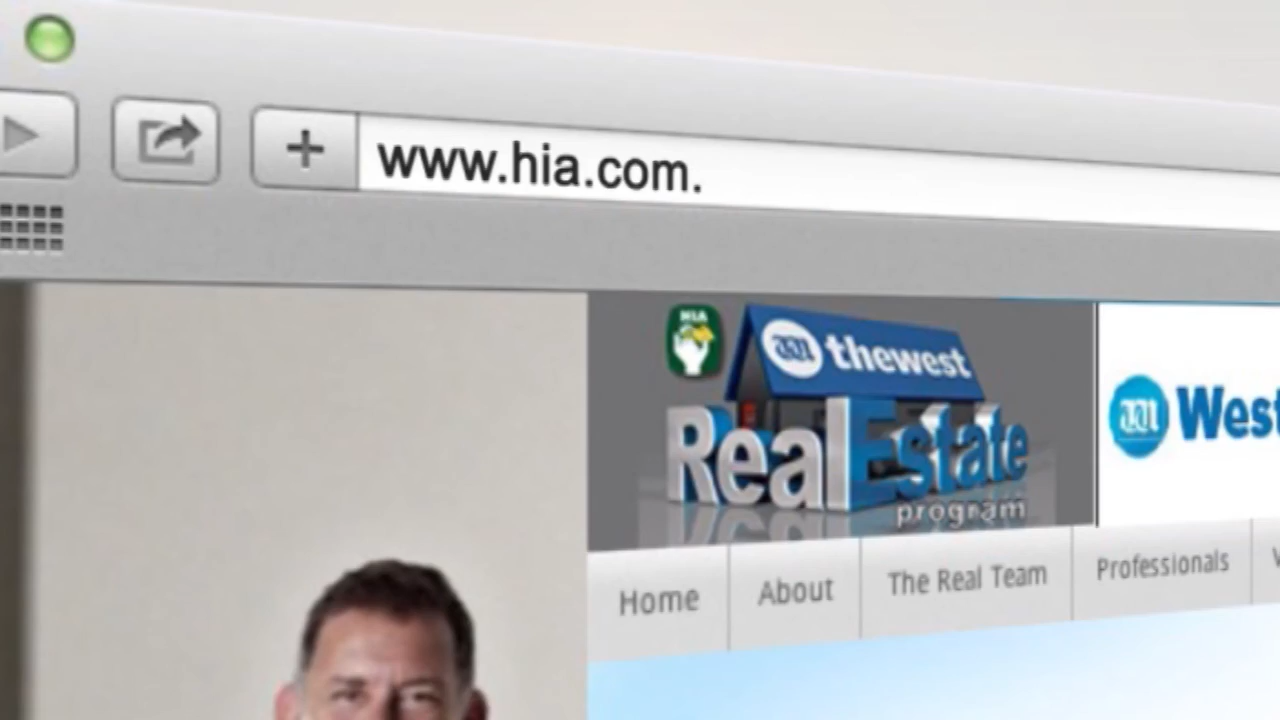 www.hia.com.
HIA
thewest
RealEstate
program
West
Home About The Real Team Professionals